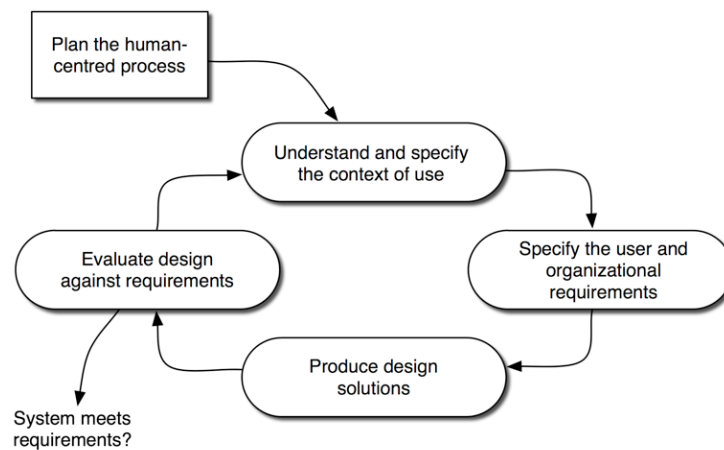 Plan the human-
centred process
Understand and specify
the context of use
Specify the user and
organizational
requirements
Produce design
solutions
Evaluate design
against requirements
System meets
requirements?